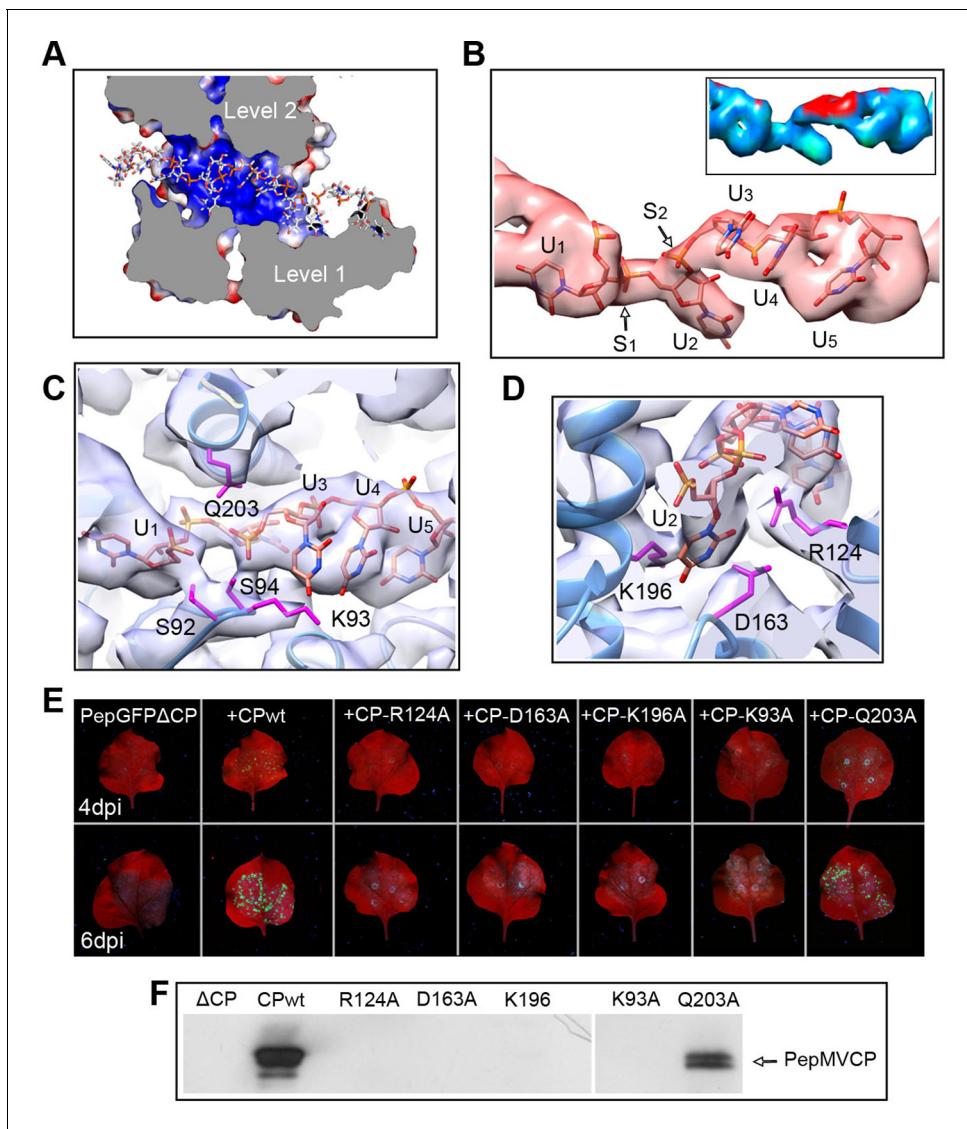 A
Level 2
Level 1
B
U3
S2
U1
U4
S1
U2
U5
C
Q203
U1
U3
U4
U5
S94
S92
K93
D
U2
R124
K196
D163
E
PepGFPΔCP +CPwt +CP-R124A +CP-D163A +CP-K196A +CP-K93A +CP-Q203A
4dpi
6dpi
F
ΔCP CPwt R124A D163A K196 K93A Q203A
PepMVCP